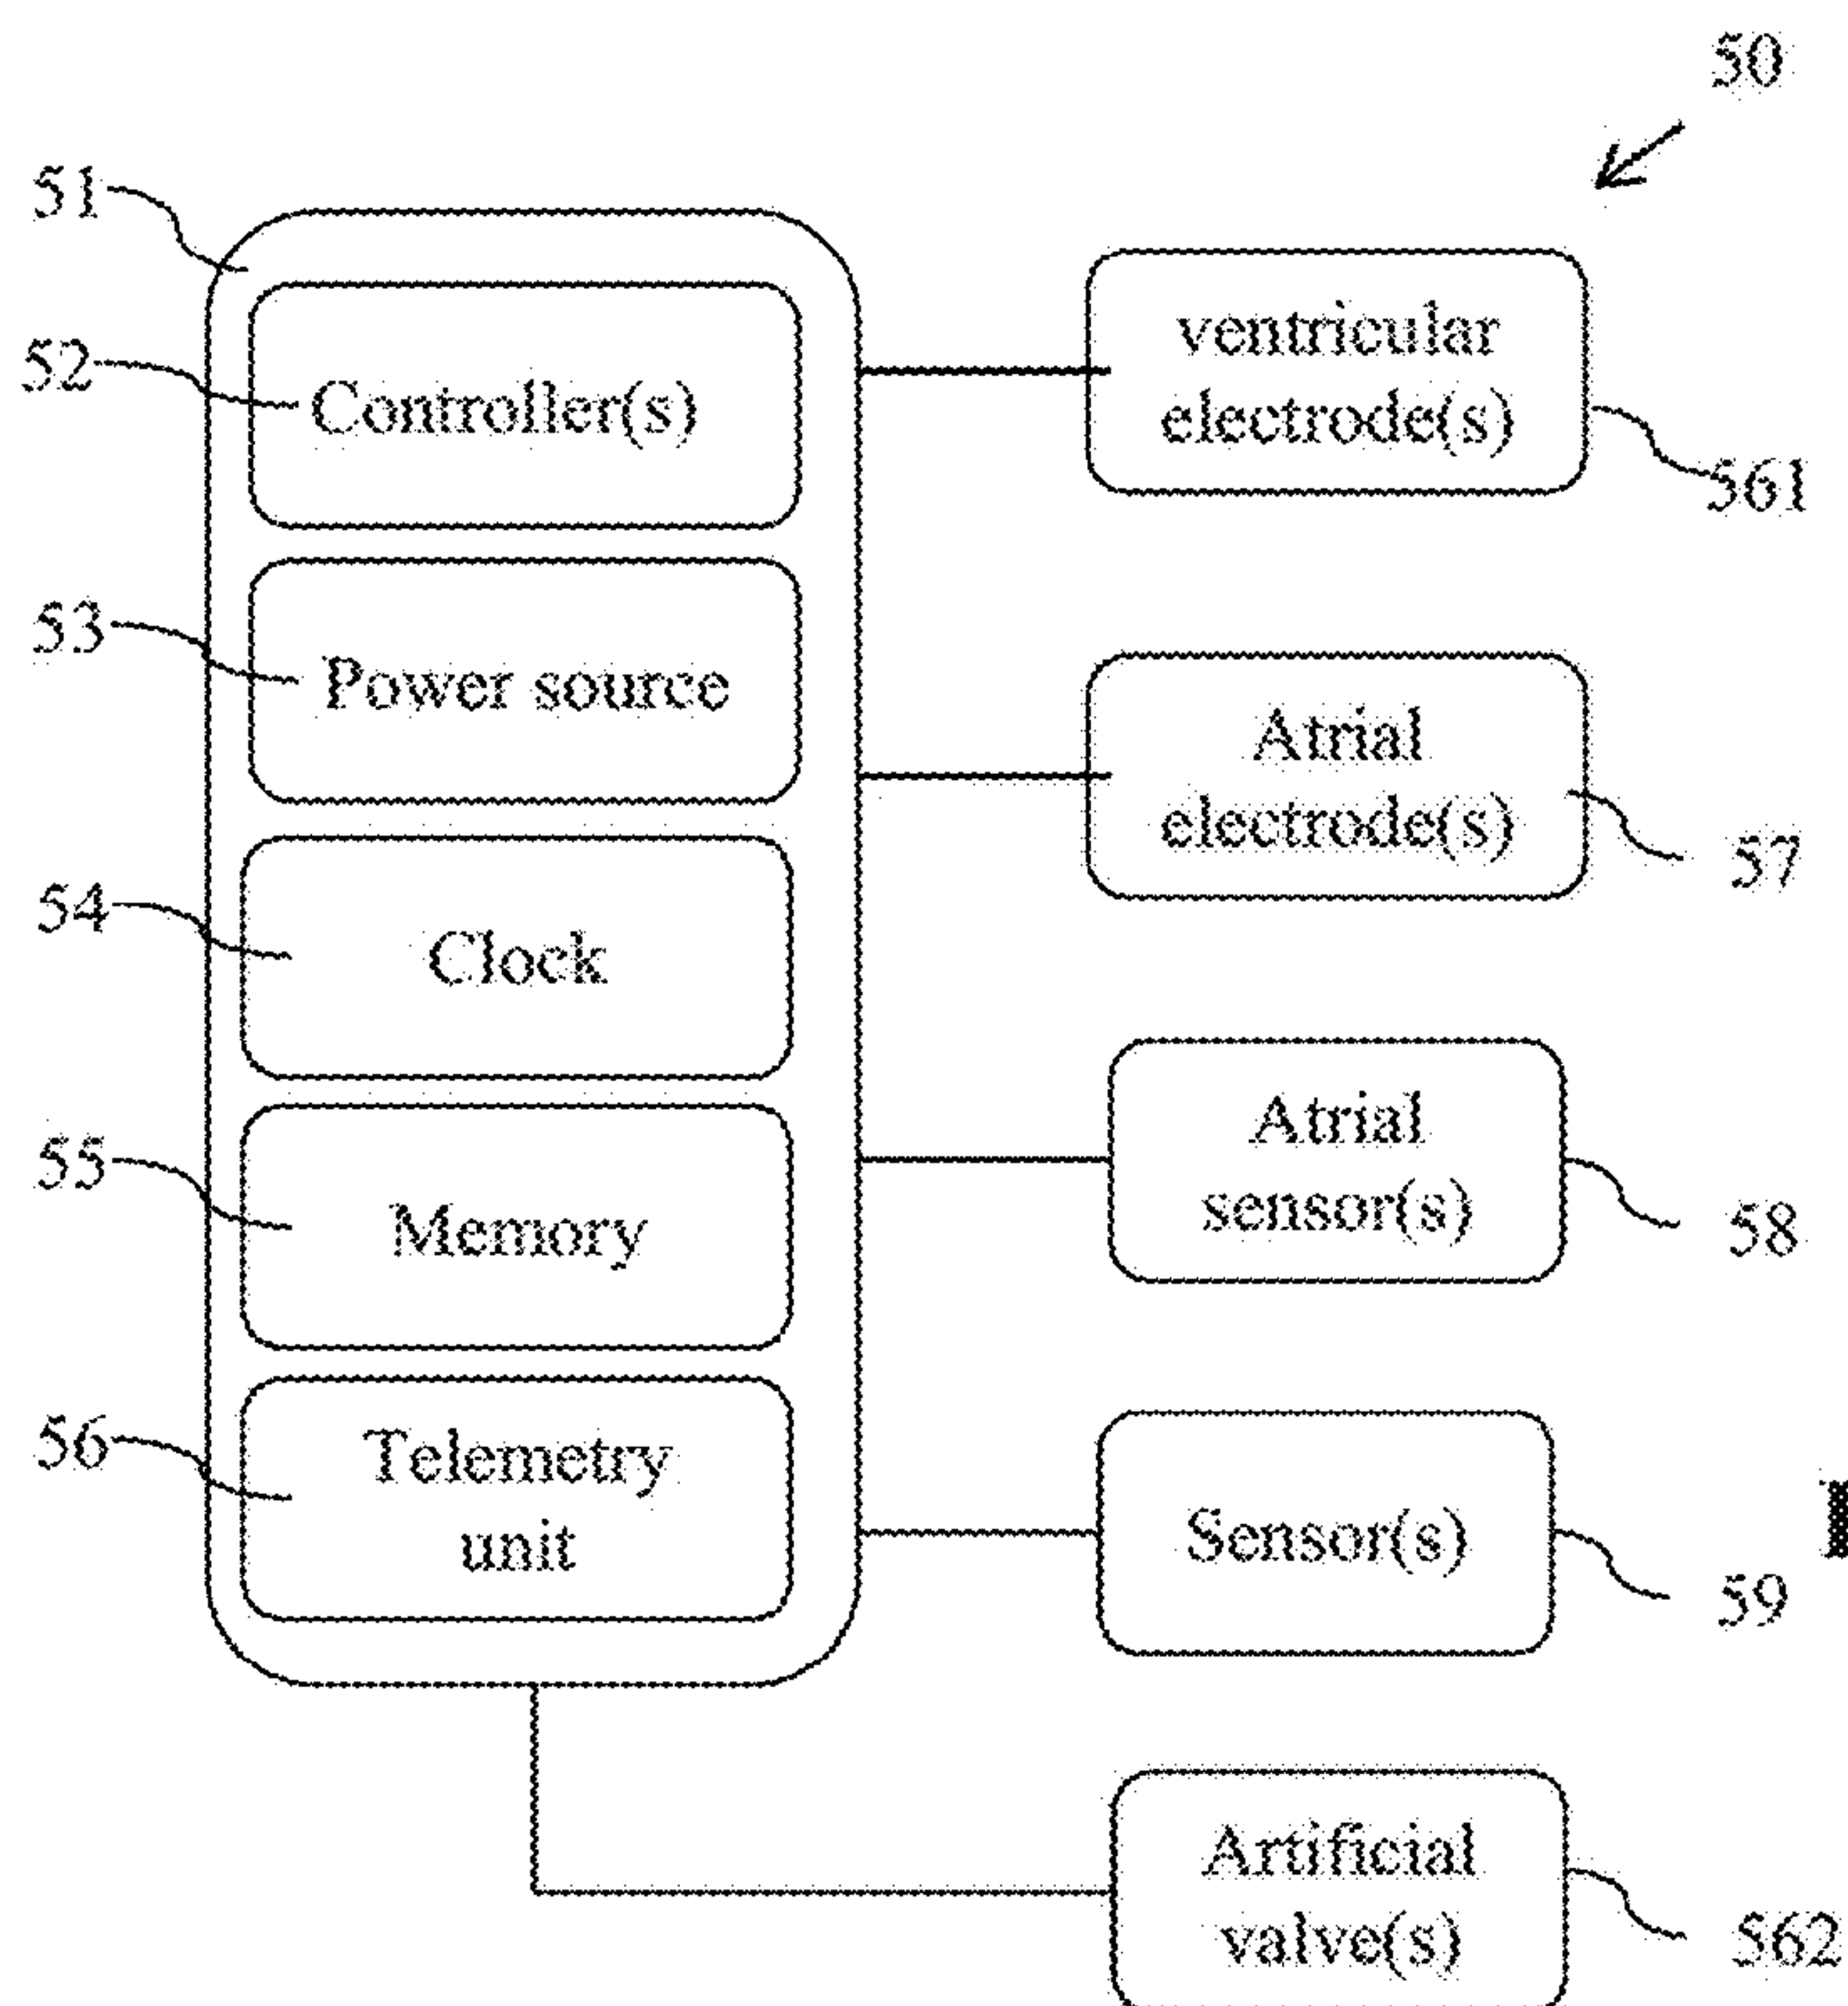 50
51
ventricular
electrode(s)
52
Controller(s)
561
53
Power source
Atrial
electrode(s)
57
54
Clock
Atrial
sensor(s)
58
55
Memory
56
Telemetry
unit
Sensor(s)
59
Artificial
valve(s)
562